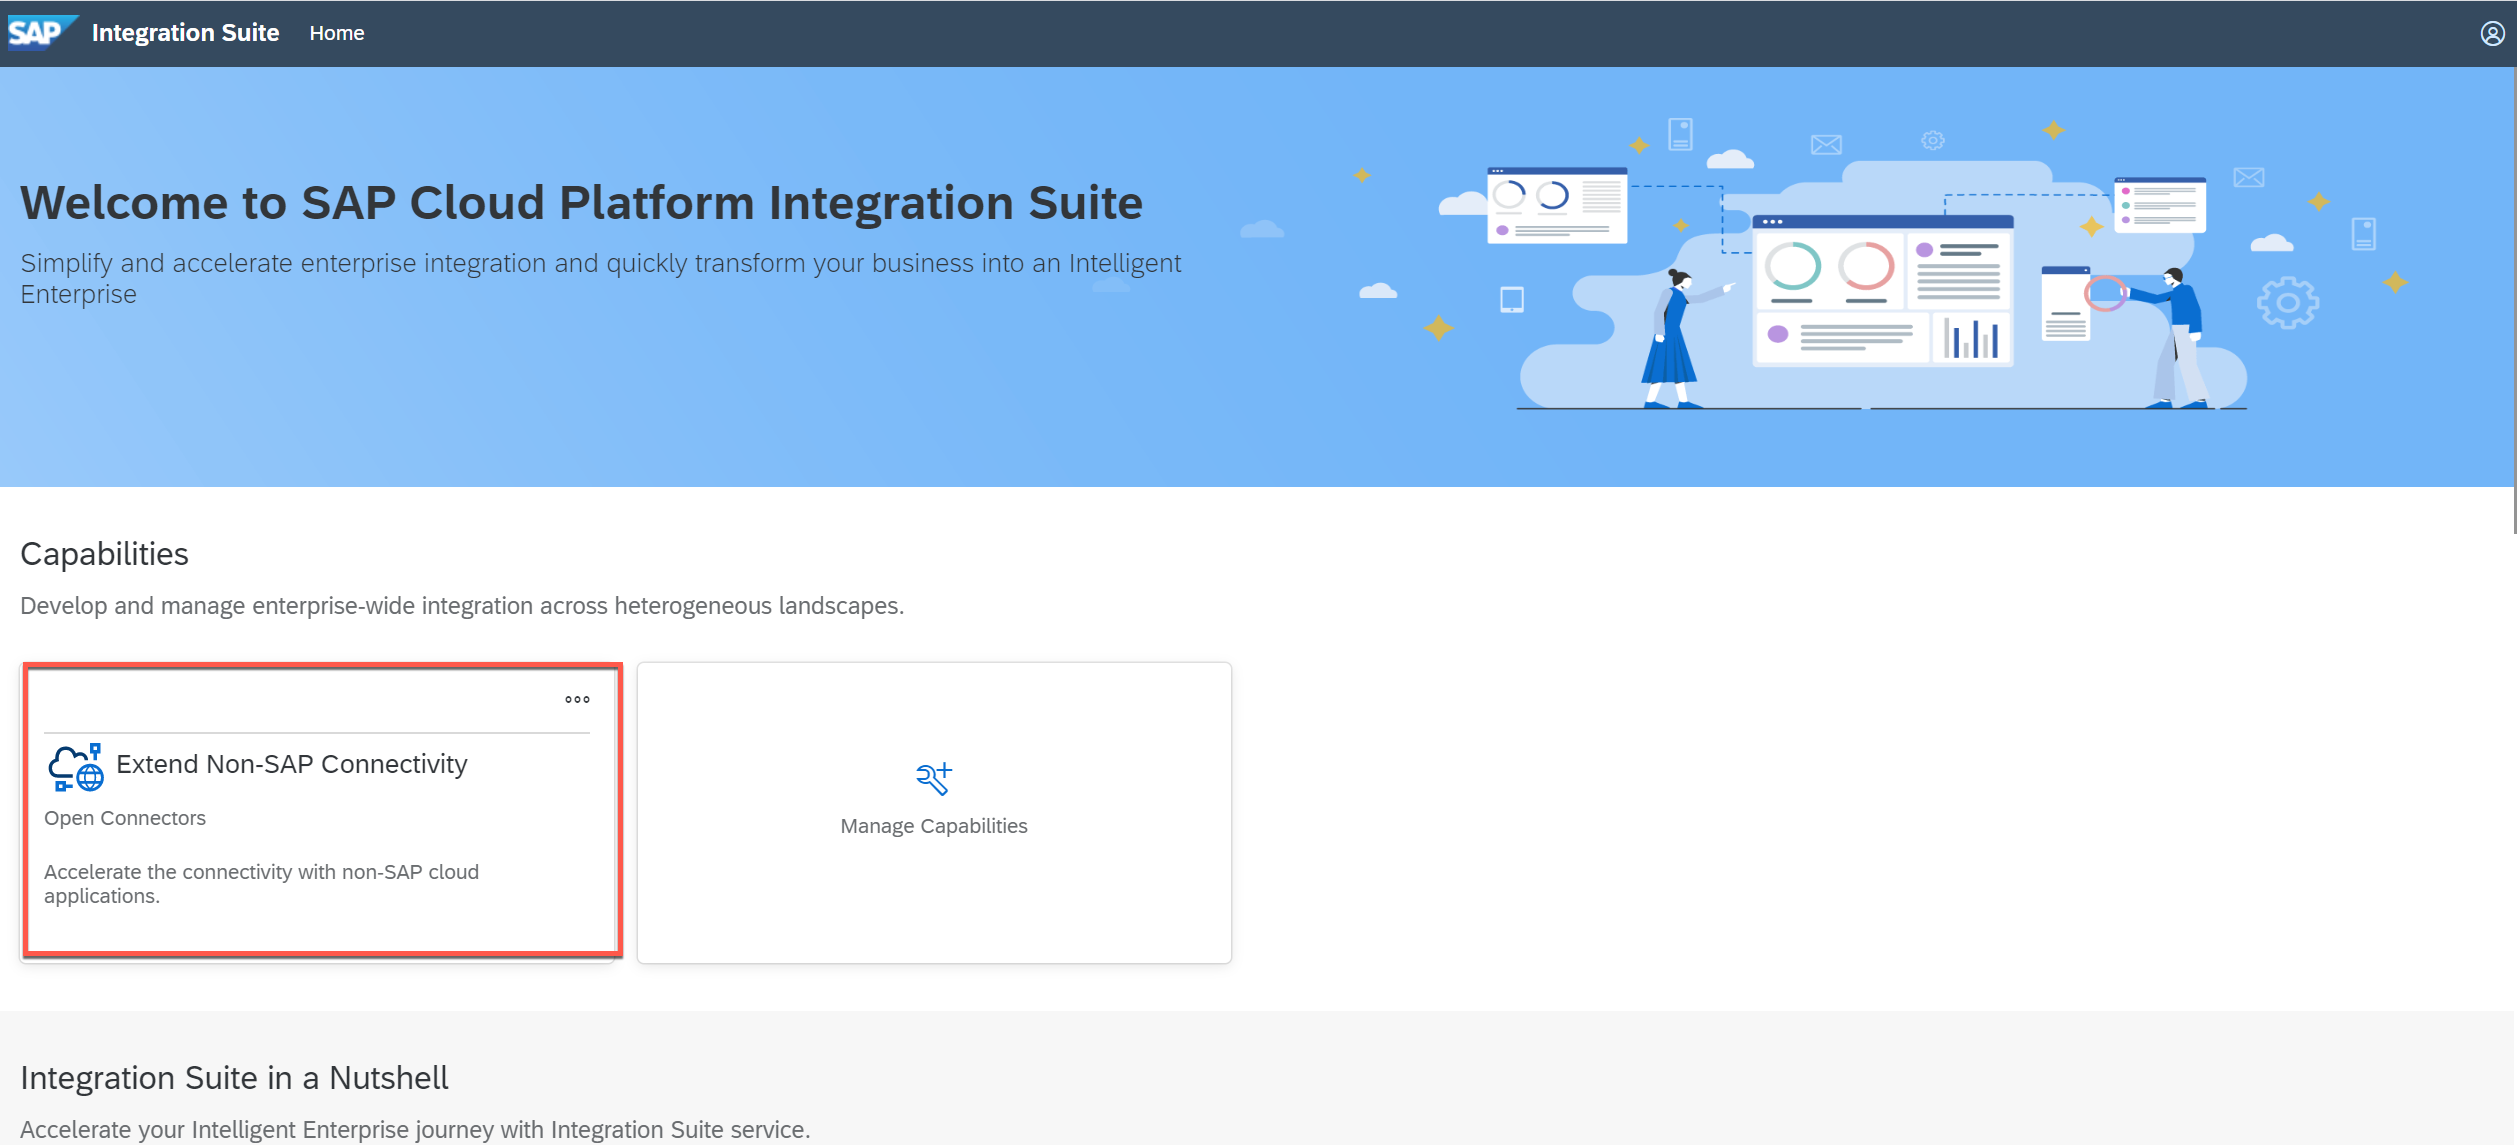 SAP Integration Suite Home
Welcome to SAP Cloud Platform Integration Suite
Simplify and accelerate enterprise integration and quickly transform your business into an Intelligent
Enterprise
Capabilities
Develop and manage enterprise-wide integration across heterogeneous landscapes.
Extend Non-SAP Connectivity
Open Connectors
Accelerate the connectivity with non-SAP cloud
applications.
Manage Capabilities
Integration Suite in a Nutshell
Accelerate your Intelligent Enterprise journey with Integration Suite service.